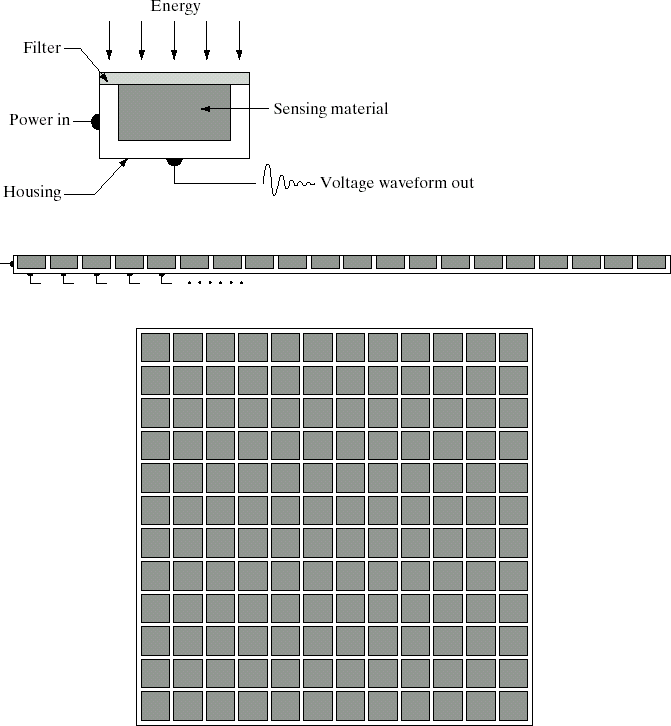 Energy
Filter
Power in
Sensing material
Housing
Voltage waveform out